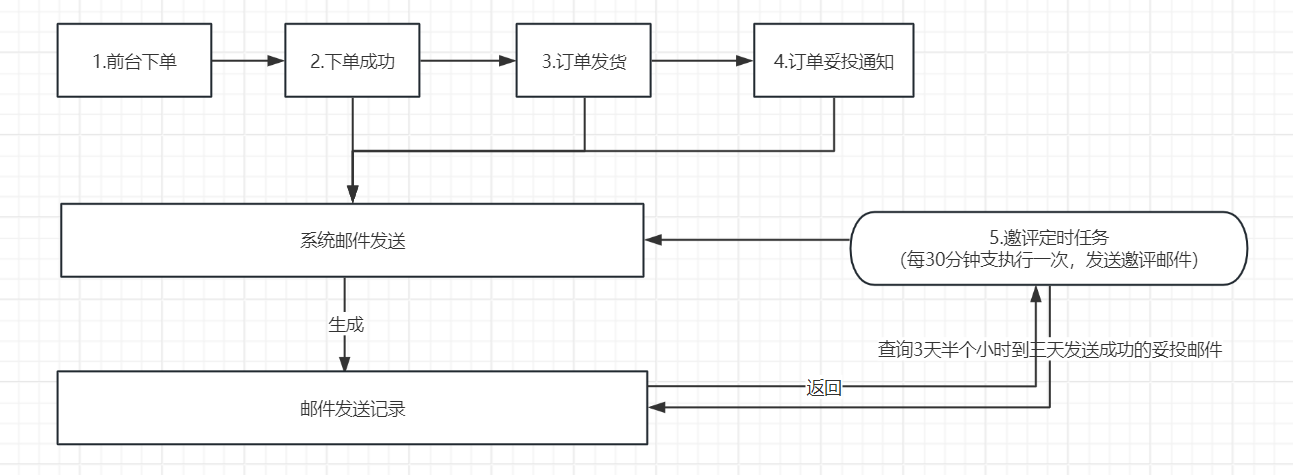 1.前台下单
2.下单成功
3.订单发货
4.订单妥投通知
系统邮件发送
5.邀评定时任务
（每30分钟支执行一次，发送邀评邮件）
生成
查询3天半个小时到三天发送成功的妥投邮件
返回
邮件发送记录